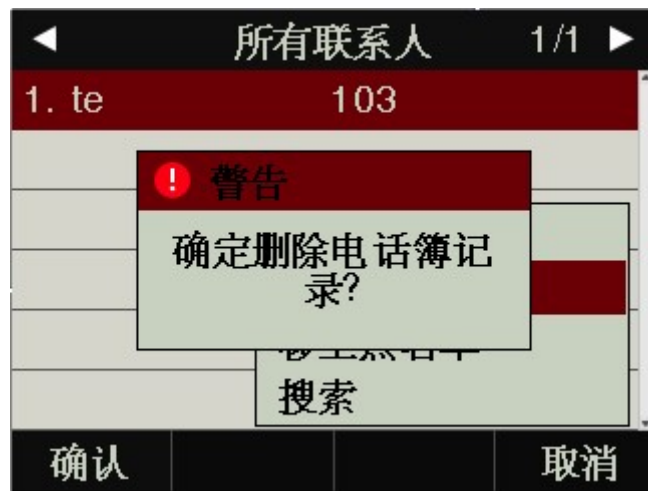 所有联系人 1/1
1. te 103
警告
确定删除电话簿记
录?
搜索
确认 取消